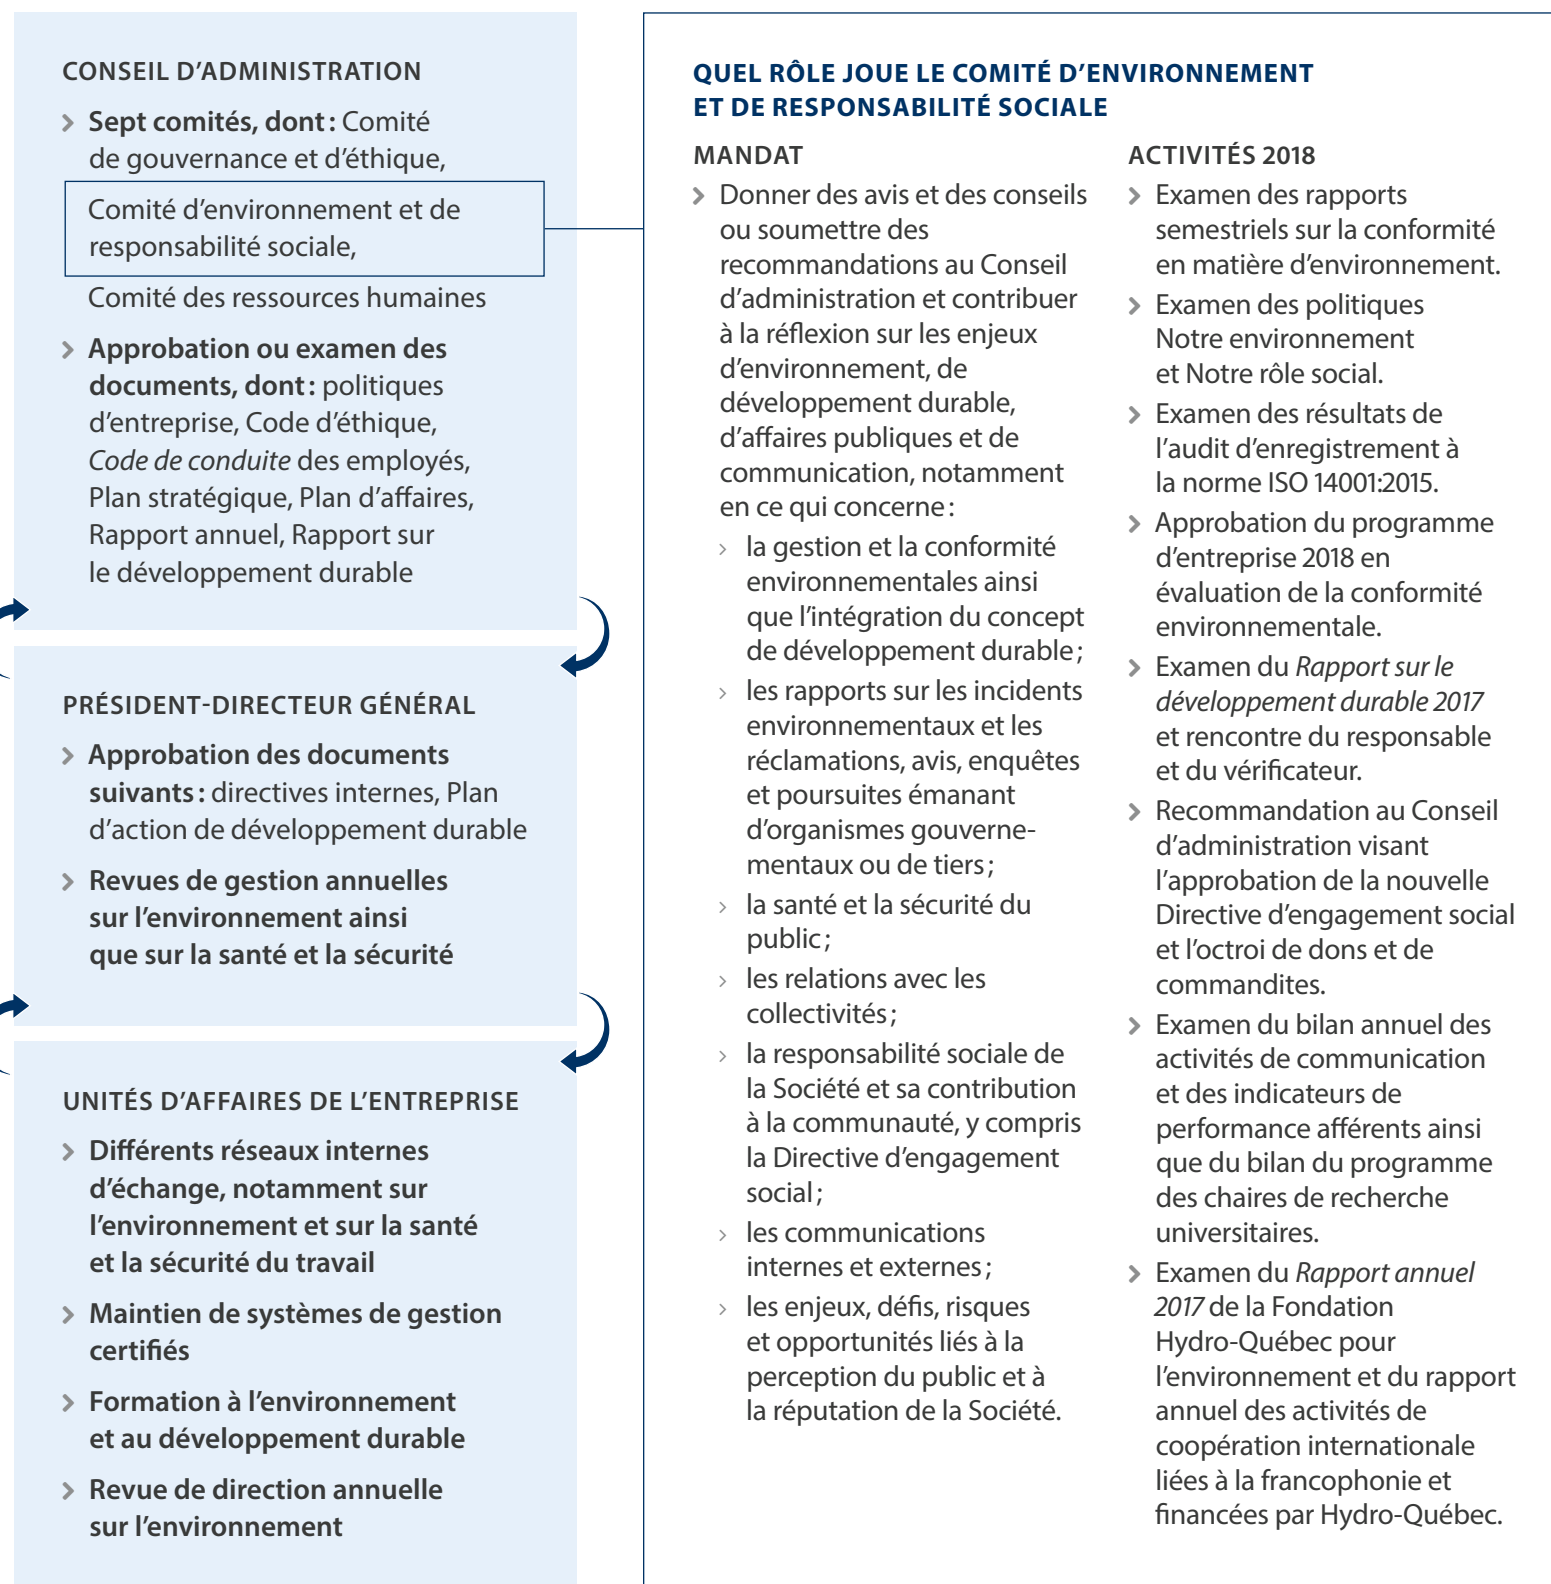 CONSEIL D’ADMINISTRATION
> Sept comités, dont : Comité
de gouvernance et d’éthique,
Comité d’environnement et de
responsabilité sociale,
Comité des ressources humaines
> Approbation ou examen des
documents, dont : politiques
d’entreprise, Code d’éthique,
Code de conduite des employés,
Plan stratégique, Plan d’affaires,
Rapport annuel, Rapport sur
le développement durable
PRÉSIDENT-DIRECTEUR GÉNÉRAL
> Approbation des documents
suivants : directives internes, Plan
d’action de développement durable
> Revues de gestion annuelles
sur l’environnement ainsi
que sur la santé et la sécurité
UNITÉS D’AFFAIRES DE L’ENTREPRISE
> Différents réseaux internes
d’échange, notamment sur
l’environnement et sur la santé
et la sécurité du travail
> Maintien de systèmes de gestion
certifiés
> Formation à l’environnement
et au développement durable
> Revue de direction annuelle
sur l’environnement
QUEL RÔLE JOUE LE COMITÉ D’ENVIRONNEMENT
ET DE RESPONSABILITÉ SOCIALE
MANDAT
> Donner des avis et des conseils
ou soumettre des
recommandations au Conseil
d’administration et contribuer
à la réflexion sur les enjeux
d’environnement, de
développement durable,
d’affaires publiques et de
communication, notamment
en ce qui concerne :
> la gestion et la conformité
environnementales ainsi
que l’intégration du concept
de développement durable ;
> les rapports sur les incidents
environnementaux et les
réclamations, avis, enquêtes
et poursuites émanant
d’organismes gouverne-
mentaux ou de tiers ;
> la santé et la sécurité du
public ;
> les relations avec les
collectivités ;
> la responsabilité sociale de
la Société et sa contribution
à la communauté, y compris
la Directive d’engagement
social ;
> les communications
internes et externes ;
> les enjeux, défis, risques
et opportunités liés à la
perception du public et à
la réputation de la Société.
ACTIVITÉS 2018
> Examen des rapports
semestriels sur la conformité
en matière d’environnement.
> Examen des politiques
Notre environnement
et Notre rôle social.
> Examen des résultats de
l’audit d’enregistrement à
la norme ISO 14001:2015.
> Approbation du programme
d’entreprise 2018 en
évaluation de la conformité
environnementale.
> Examen du Rapport sur le
développement durable 2017
et rencontre du responsable
et du vérificateur.
> Recommandation au Conseil
d’administration visant
l’approbation de la nouvelle
Directive d’engagement social
et l’octroi de dons et de
commandites.
> Examen du bilan annuel des
activités de communication
et des indicateurs de
performance afférents ainsi
que du bilan du programme
des chaires de recherche
universitaires.
> Examen du Rapport annuel
2017 de la Fondation
Hydro-Québec pour
l’environnement et du rapport
annuel des activités de
coopération internationale
liées à la francophonie et
financées par Hydro-Québec.